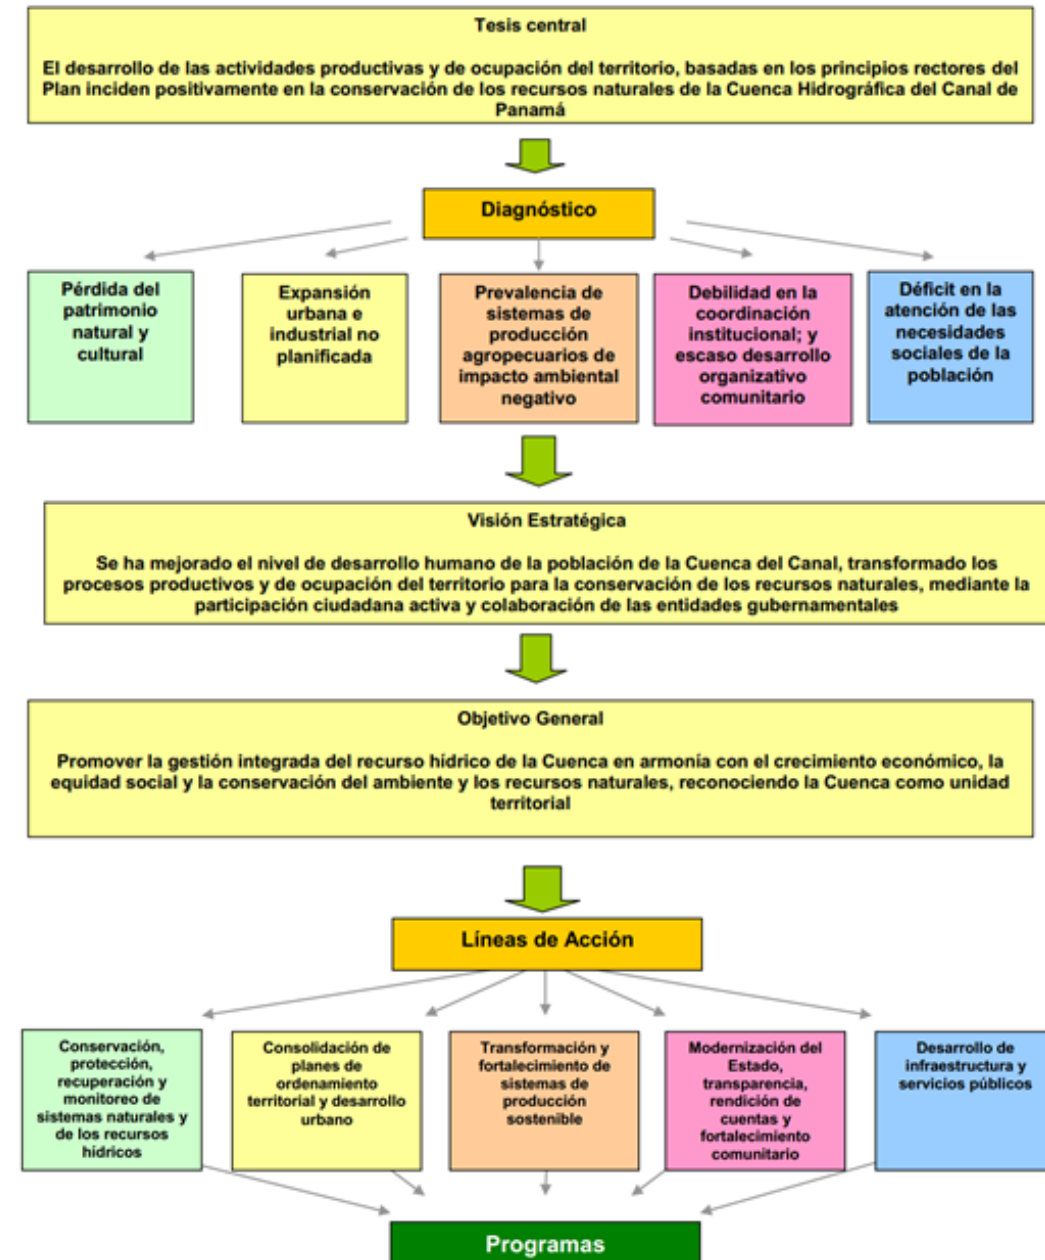 Tesis central
El desarrollo de las actividades productivas y de ocupación del territorio, basadas en los principios rectores del
Plan inciden positivamente en la conservación de los recursos naturales de la Cuenca Hidrográfica del Canal de
Panamá
Diagnóstico
Pérdida del
patrimonio
natural y
cultural
Expansión
urbana e
industrial no
planificada
Prevalencia de
sistemas de
producción
agropecuarios de
impacto ambiental
negativo
Debilidad en la
coordinación
institucional; y
escaso desarrollo
organizativo
comunitario
Déficit en la
atención de las
necesidades
sociales de la
población
Visión Estratégica
Se ha mejorado el nivel de desarrollo humano de la población de la Cuenca del Canal, transformado los
procesos productivos y de ocupación del territorio para la conservación de los recursos naturales, mediante la
participación ciudadana activa y colaboración de las entidades gubernamentales
Objetivo General
Promover la gestión integrada del recurso hídrico de la Cuenca en armonía con el crecimiento económico, la
equidad social y la conservación del ambiente y los recursos naturales, reconociendo la Cuenca como unidad
territorial
Líneas de Acción
Conservación,
protección,
recuperación y
monitoreo de
sistemas naturales y
de los recursos
hídricos
Consolidación de
planes de
ordenamiento
territorial y desarrollo
urbano
Transformación y
fortalecimiento de
sistemas de
producción
sostenible
Modernización del
Estado,
transparencia,
rendición de
cuentas y
fortalecimiento
comunitario
Desarrollo de
infraestructura y
servicios públicos
Programas